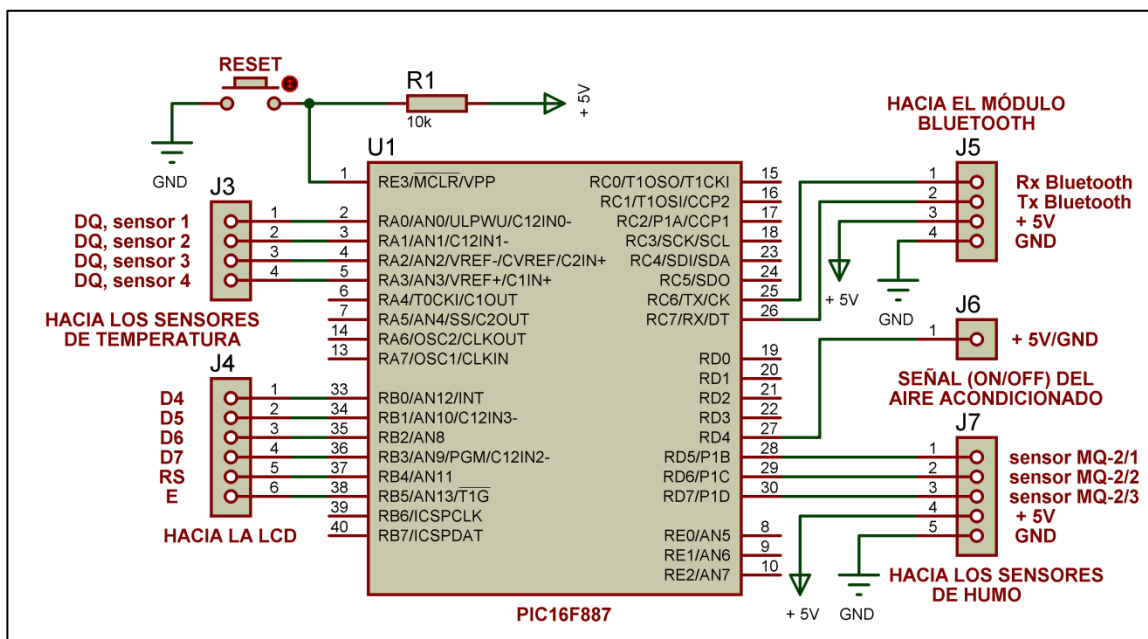 RESET
R1
10k
+ 5V
GND
U1
J3
DQ, sensor 1
DQ, sensor 2
DQ, sensor 3
DQ, sensor 4
1
2
3
4
HACIA LOS SENSORES
DE TEMPERATURA
J4
D4
D5
D6
D7
RS
E
1
2
3
4
5
6
HACIA LA LCD
1 RE3/MCLR/VPP
2 RA0/AN0/ULPWU/C12IN0-
3 RA1/AN1/C12IN1-
4 RA2/AN2/VREF-/CVREF/C2IN+
5 RA3/AN3/VREF+/C1IN+
6 RA4/T0CKI/C1OUT
7 RA5/AN4/SS/C2OUT
14 RA6/OSC2/CLKOUT
13 RA7/OSC1/CLKIN
33 RB0/AN12/INT
34 RB1/AN10/C12IN3-
35 RB2/AN8
36 RB3/AN9/PGM/C12IN2-
37 RB4/AN11
38 RB5/AN13/T1G
39 RB6/ICSPCLK
40 RB7/ICSPDAT
RC0/T1OSO/T1CKI 15
RC1/T1OSI/CCP2 16
RC2/P1A/CCP1 17
RC3/SCK/SCL 18
RC4/SDI/SDA 23
RC5/SDO 24
RC6/TX/CK 25
RC7/RX/DT 26
RD0 19
RD1 20
RD2 21
RD3 22
RD4 27
RD5/P1B 28
RD6/P1C 29
RD7/P1D 30
RE0/AN5 8
RE1/AN6 9
RE2/AN7 10
PIC16F887
HACIA EL MÓDULO
BLUETOOTH
J5
1 Rx Bluetooth
2 Tx Bluetooth
3 + 5V
4 GND
+ 5V
GND
J6
1 + 5V/GND
SEÑAL (ON/OFF) DEL
AIRE ACONDICIONADO
J7
1 sensor MQ-2/1
2 sensor MQ-2/2
3 sensor MQ-2/3
4 + 5V
5 GND
HACIA LOS SENSORES
DE HUMO
+ 5V
GND